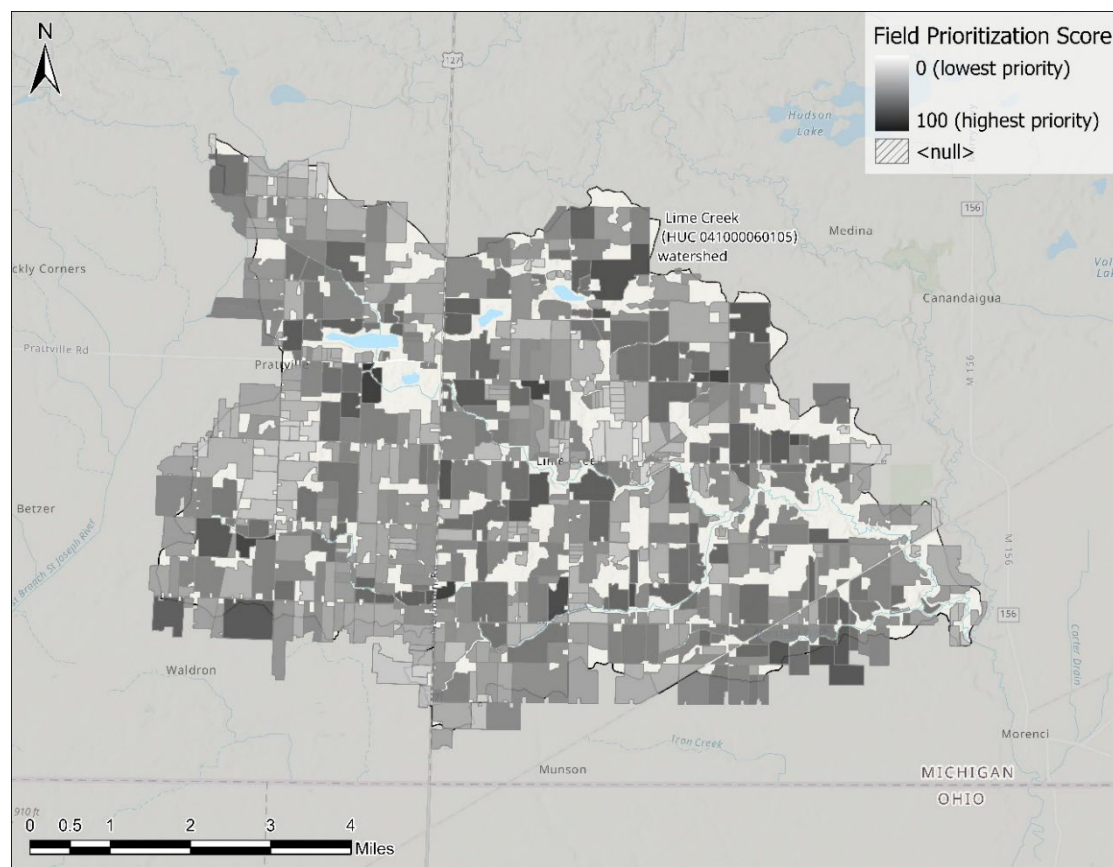 N
127
Field Prioritization Score
0 (lowest priority)
100 (highest priority)
<null>
Hudson
Lake
156
Lime Creek
(HUC 041000060105)
watershed
Medina
Canandaigua
Prattville Rd
Prattville
M 156
Betzer
M 156
156
Carter Drain
Waldron
Morenci
Iron Creek
Munson
MICHIGAN
OHIO
910 ft
0 0.5 1 2 3 4
Miles